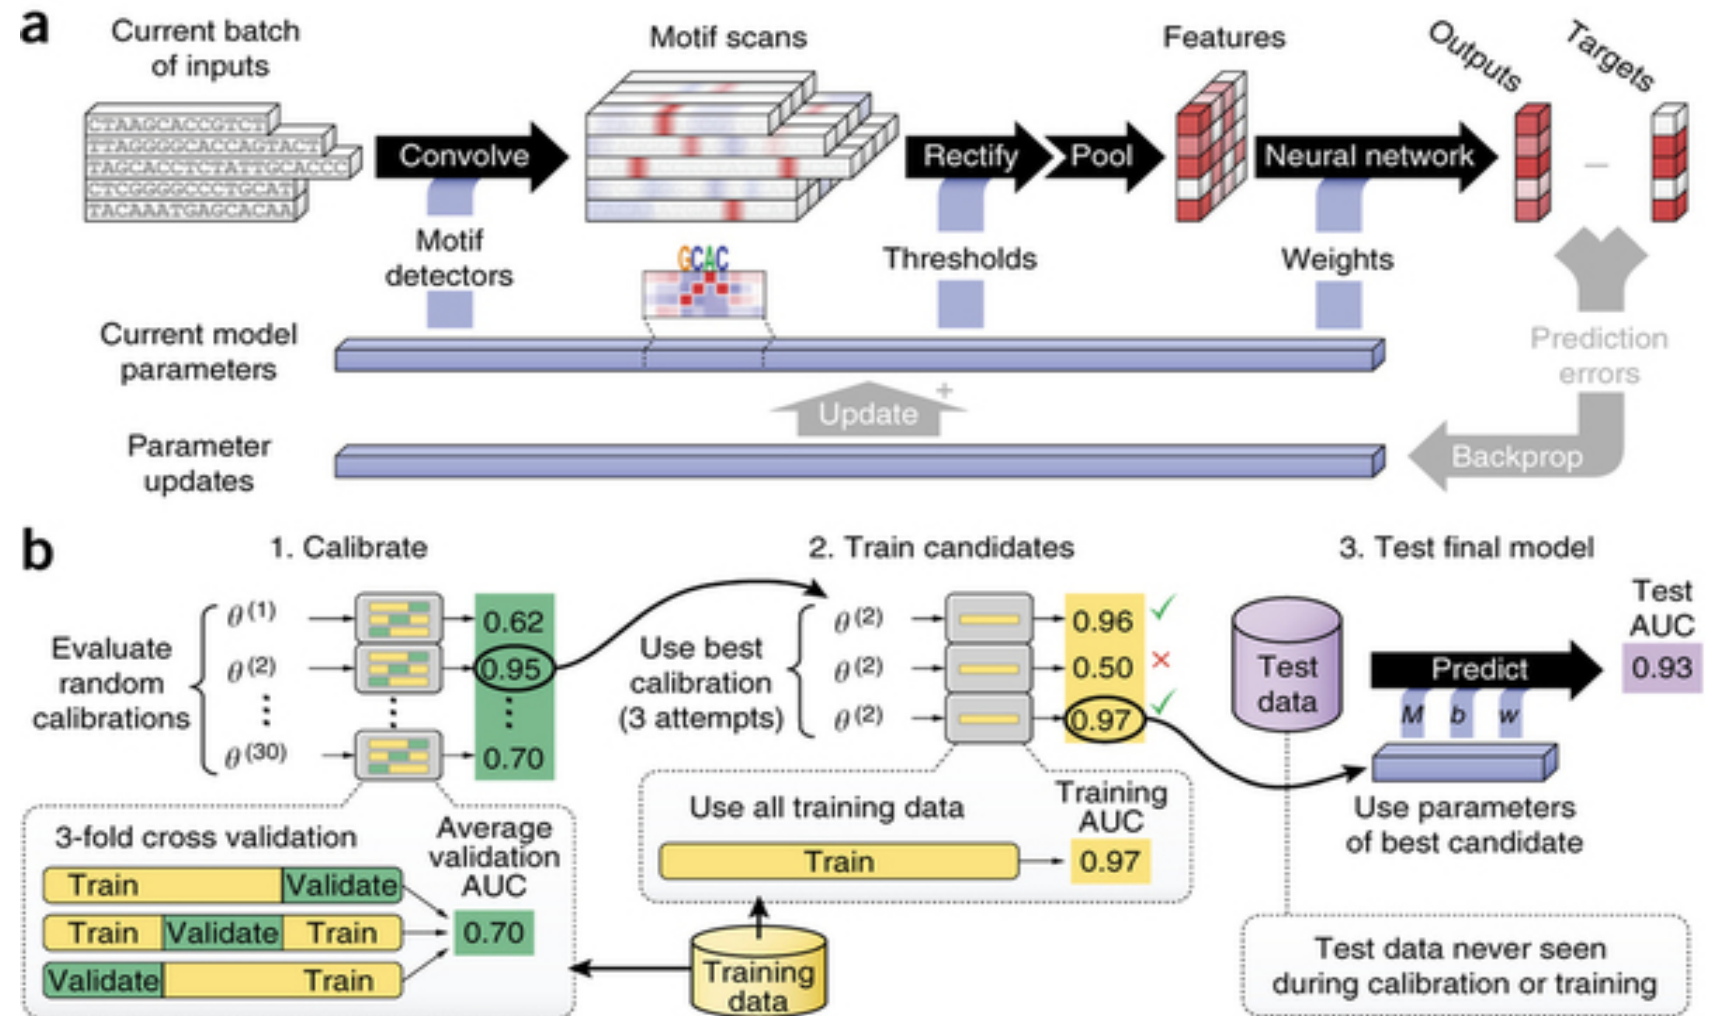 a
Current batch
of inputs
Motif scans
Features
Outputs
Targets
CTAAGCACCGTCT
TTAGGGGCACCAGTACT
TAGCACCTCTATTGCACCC
CTCGGGGCCCTGCAT
TACAAATGAGCACAA
Convolve
Rectify
Pool
Neural network
–
Motif
detectors
GCAC
Thresholds
Weights
Current model
parameters
Prediction
errors
Update
+
Parameter
updates
Backprop
b
1. Calibrate
Evaluate
random
calibrations
θ(1)
0.62
θ(2)
0.95
θ(30)
0.70
3-fold cross validation
Average
validation
AUC
Train Validate
Train Validate Train
0.70
Validate Train
2. Train candidates
Use best
calibration
(3 attempts)
θ(2)
0.96 ✓
θ(2)
0.50 ×
θ(2)
0.97 ✓
Use all training data
Training
AUC
Train
0.97
Training
data
3. Test final model
Test
AUC
Test
data
Predict
0.93
M b w
Use parameters
of best candidate
Test data never seen
during calibration or training